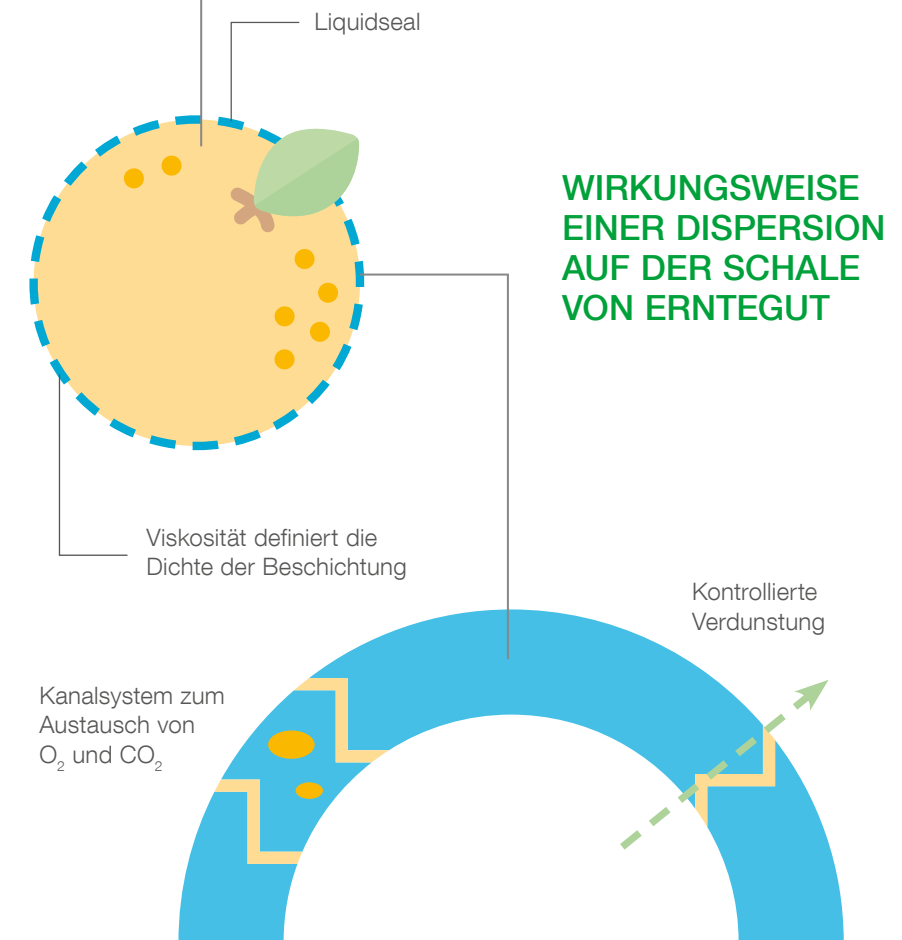 Liquidseal
WIRKUNGSWEISE
EINER DISPERSION
AUF DER SCHALE
VON ERNTEGUT
Viskosität definiert die
Dichte der Beschichtung
Kontrollierte
Verdunstung
Kanalsystem zum
Austausch von
O₂ und CO₂